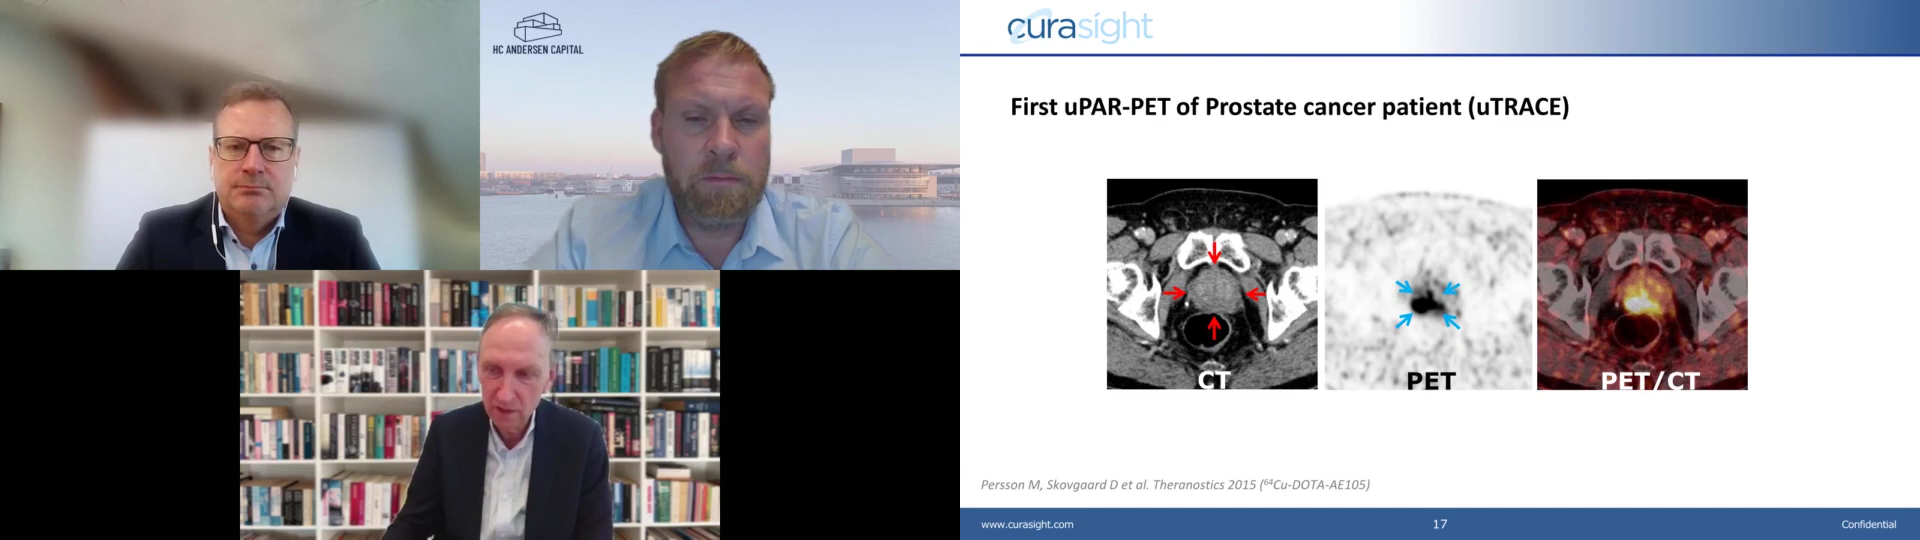 HC ANDERSEN CAPITAL
curasight
First uPAR-PET of Prostate cancer patient (uTRACE)
CT
PET
PET/CT
Persson M, Skovgaard D et al. Theranostics 2015 (⁶⁴Cu-DOTA-AE105)
www.curasight.com
17
Confidential